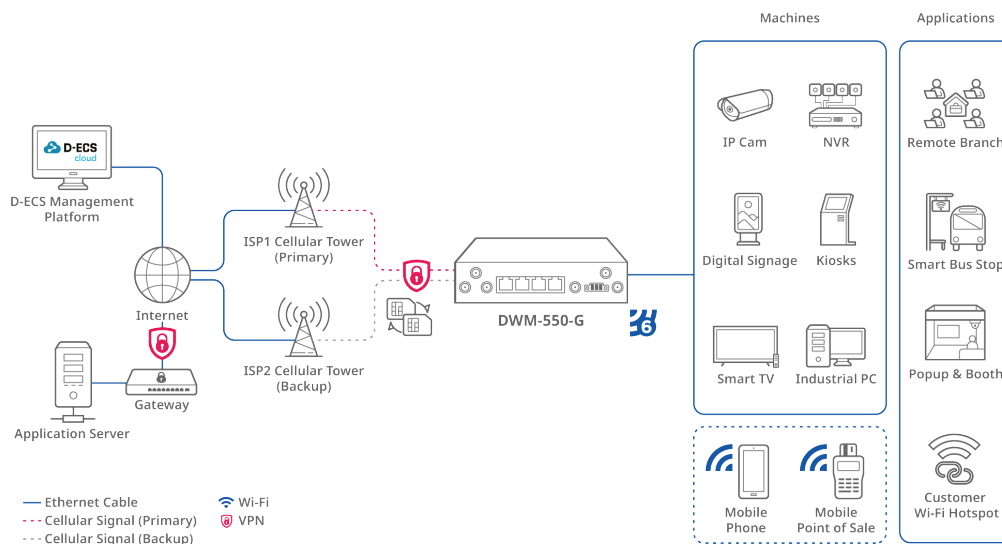 Machines
Applications
IP Cam
NVR
Remote Branch
D-ECS
cloud
D-ECS Management
Platform
ISP1 Cellular Tower
(Primary)
Digital Signage
Kiosks
Smart Bus Stop
Internet
DWM-550-G
6
ISP2 Cellular Tower
(Backup)
Smart TV
Industrial PC
Popup & Booth
Gateway
Application Server
Mobile
Phone
Mobile
Point of Sale
Customer
Wi-Fi Hotspot
Ethernet Cable
Wi-Fi
Cellular Signal (Primary)
VPN
Cellular Signal (Backup)